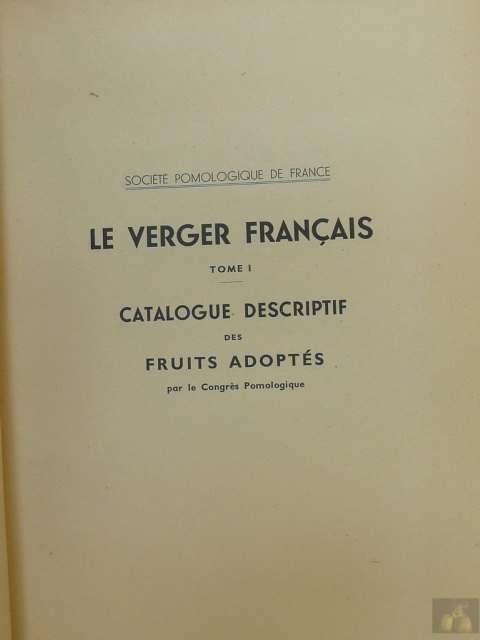 SOCIÉTÉ POMOLOGIQUE DE FRANCE
LE VERGER FRANÇAIS
TOME I
CATALOGUE DESCRIPTIF
DES
FRUITS ADOPTÉS
par le Congrès Pomologique